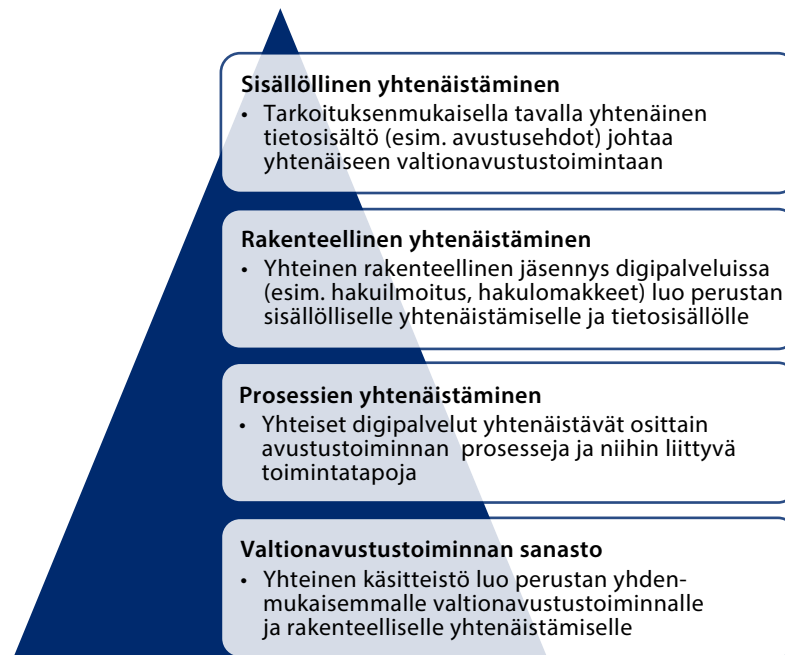 Sisällöllinen yhtenäistäminen
• Tarkoituksenmukaisella tavalla yhtenäinen
tietosisältö (esim. avustusehdot) johtaa
yhtenäiseen valtionavustustoimintaan
Rakenteellinen yhtenäistäminen
• Yhteinen rakenteellinen jäsennys digipalveluissa
(esim. hakuilmoitus, hakulomakkeet) luo perustan
sisällölliselle yhtenäistämiselle ja tietosisällölle
Prosessien yhtenäistäminen
• Yhteiset digipalvelut yhtenäistävät osittain
avustustoiminnan prosesseja ja niihin liittyvä
toimintatapoja
Valtionavustustoiminnan sanasto
• Yhteinen käsitteistö luo perustan yhden-
mukaisemmalle valtionavustustoiminnalle
ja rakenteelliselle yhtenäistämiselle